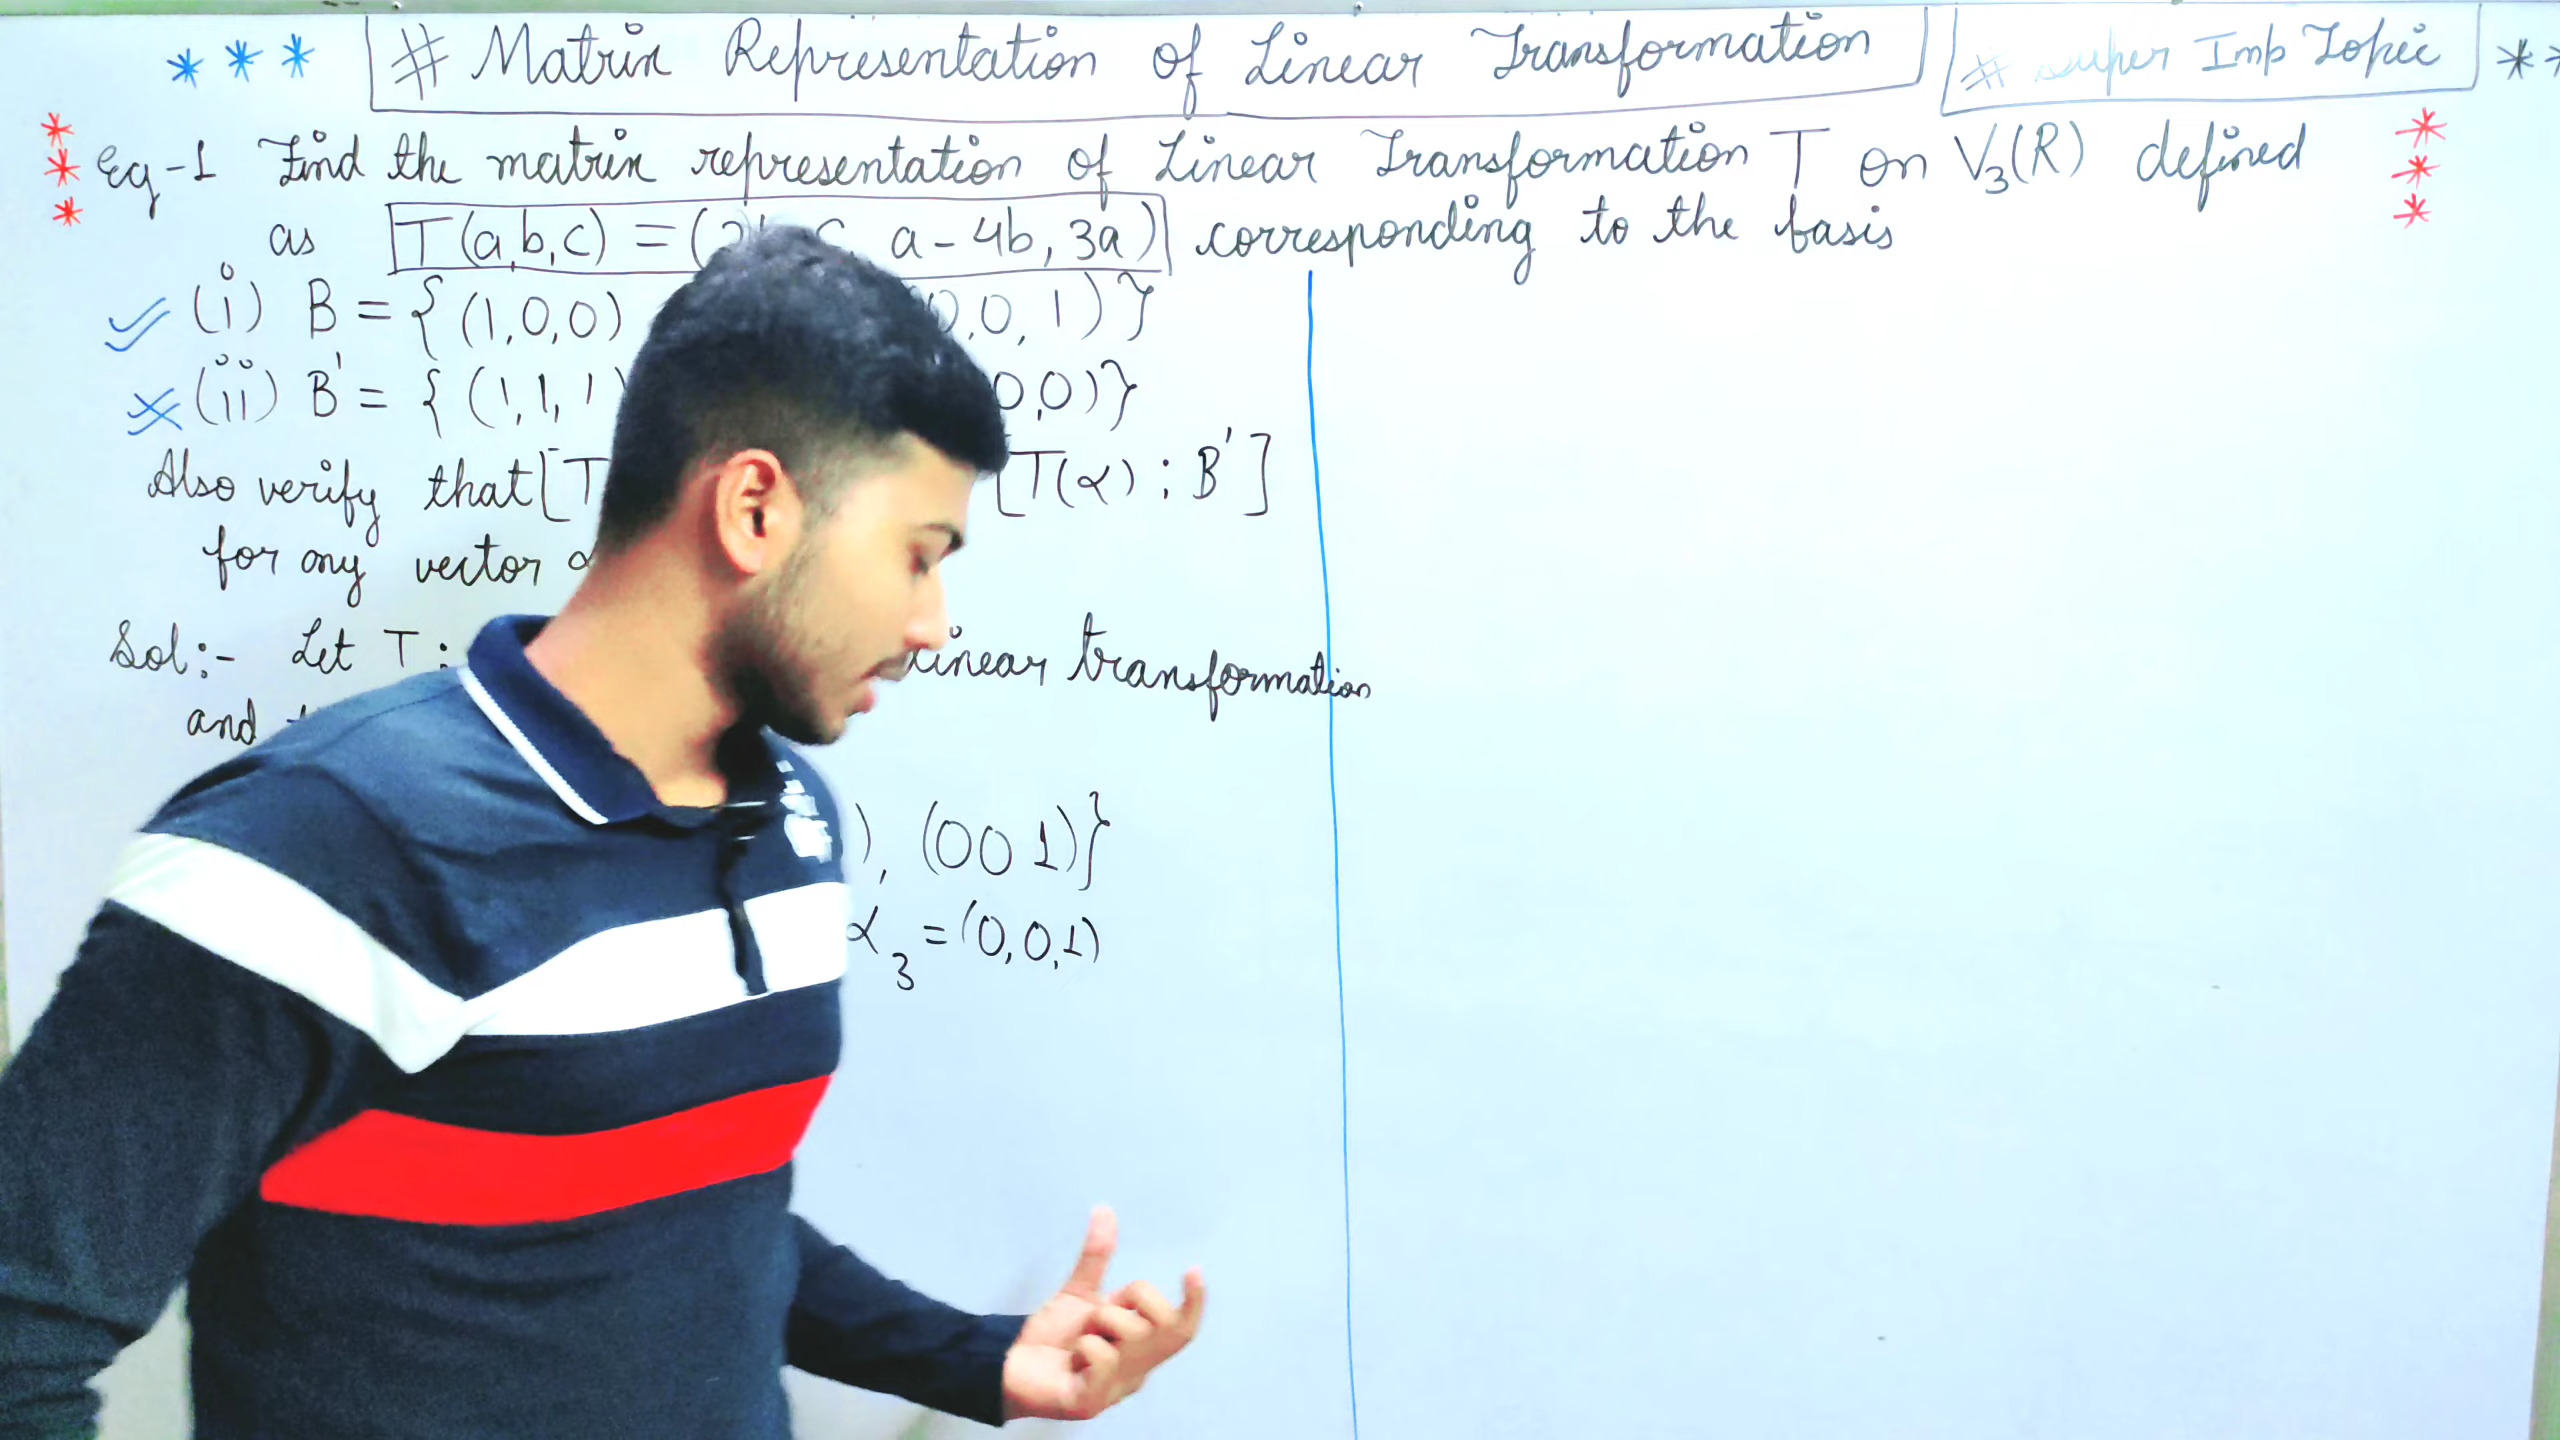 # Matrix Representation of Linear Transformation # Super Imp Topic
Eg-1 Find the matrix representation of Linear Transformation T on V₃(R) defined
as T(a,b,c) = (2 a - 4b, 3a) corresponding to the basis
(i) B = { (1,0,0) 0,0,1)}
(ii) B' = { (1,1,1) 0,0)}
Also verify that [T [T(α) : B']
for any vector α
Sol:- Let T : Linear transformation
and
), (0 0 1)}
α₃ = (0,0,1)